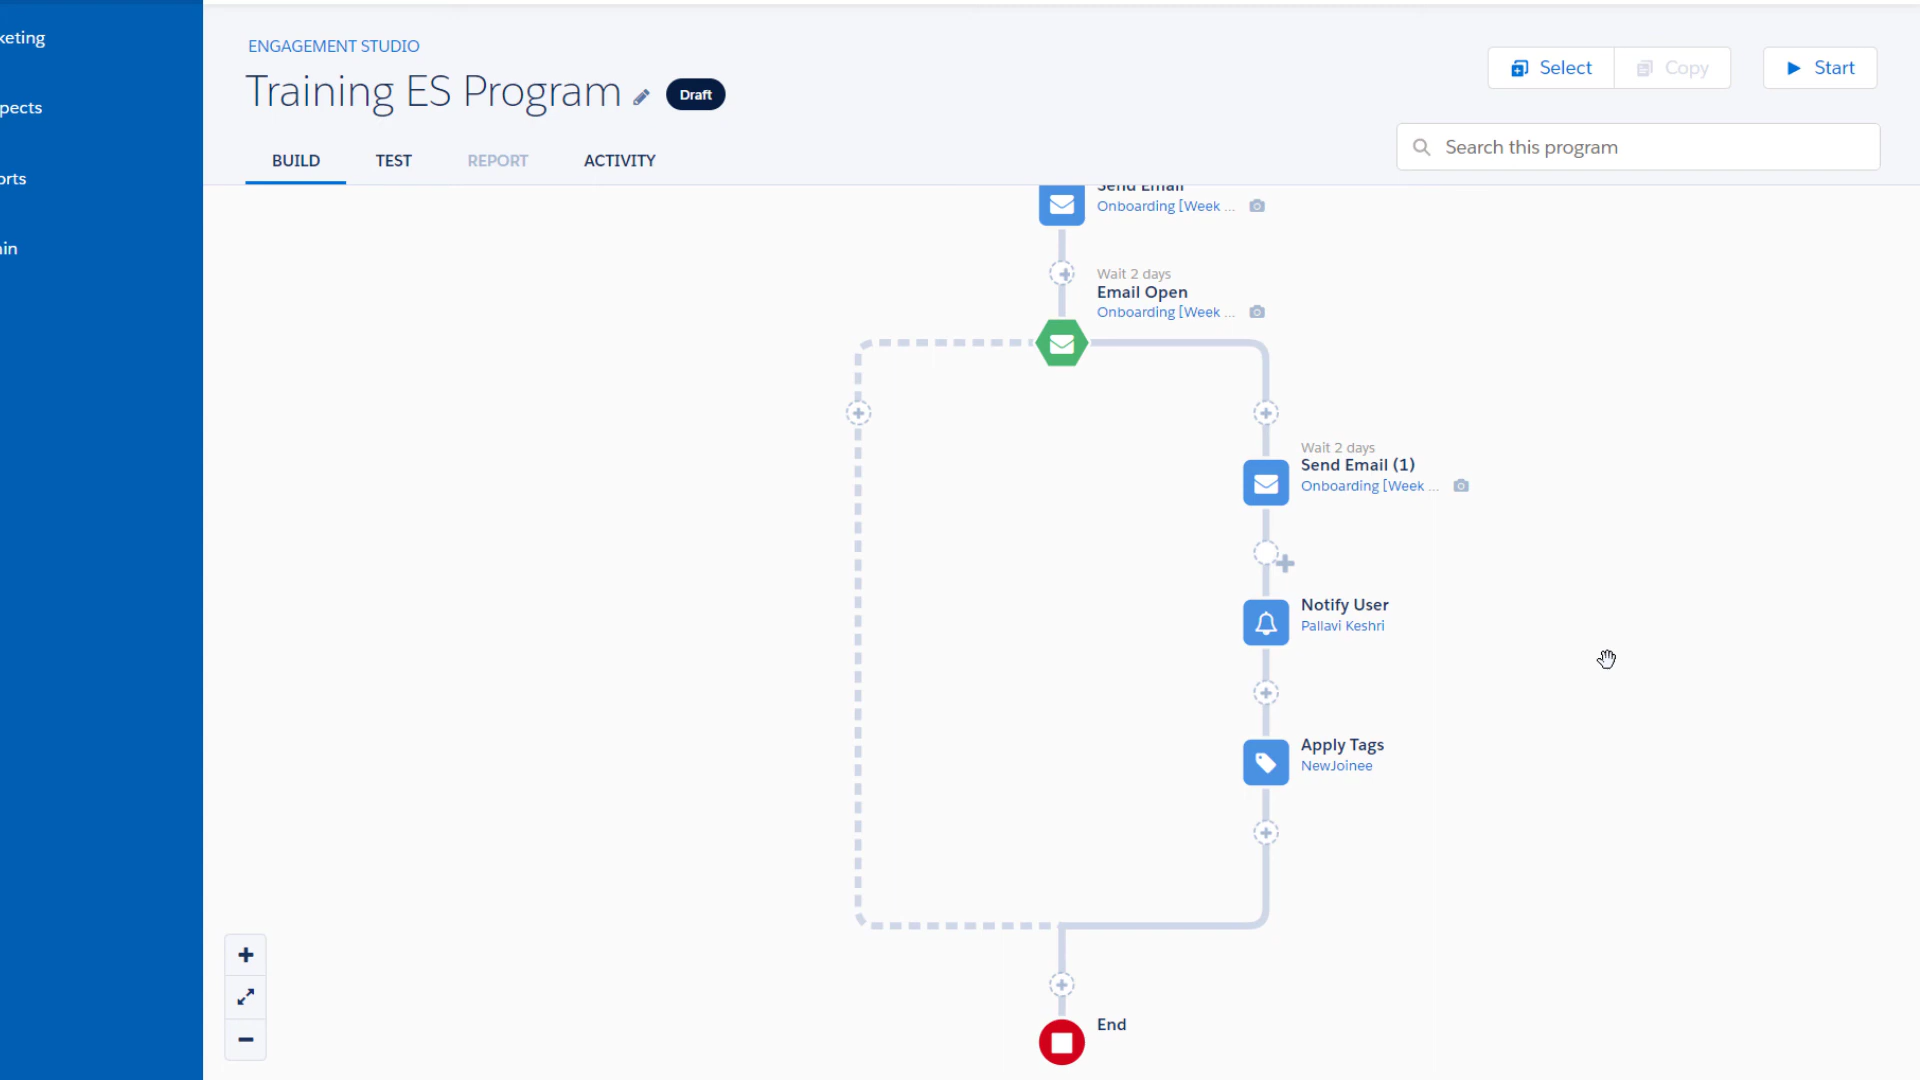 keting
pects
orts
in
ENGAGEMENT STUDIO
Training ES Program
Draft
Select
Copy
Start
BUILD
TEST
REPORT
ACTIVITY
Search this program
Send Email
Onboarding [Week ...
Wait 2 days
Email Open
Onboarding [Week ...
Wait 2 days
Send Email (1)
Onboarding [Week ...
Notify User
Pallavi Keshri
Apply Tags
NewJoinee
End